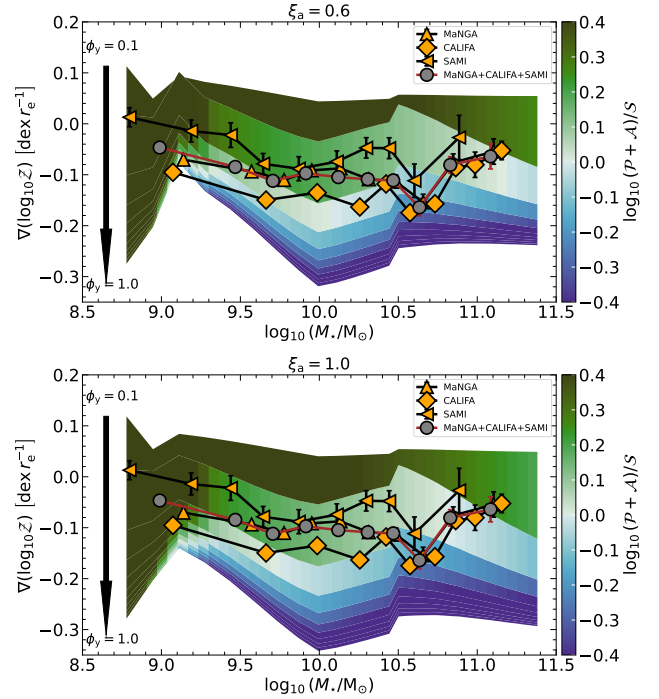 ξa = 0.6
ϕy = 0.1
MaNGA
CALIFA
SAMI
MaNGA+CALIFA+SAMI
ϕy = 1.0
0.2
0.1
0.0
−0.1
−0.2
−0.3
∇(log10 𝒵) [dex re−1]
8.5 9.0 9.5 10.0 10.5 11.0 11.5
log10 (M⋆/M⊙)
0.4
0.3
0.2
0.1
0.0
−0.1
−0.2
−0.3
−0.4
log10 (𝒫 + 𝒜)/𝒮
ξa = 1.0
ϕy = 0.1
MaNGA
CALIFA
SAMI
MaNGA+CALIFA+SAMI
ϕy = 1.0
0.2
0.1
0.0
−0.1
−0.2
−0.3
∇(log10 𝒵) [dex re−1]
8.5 9.0 9.5 10.0 10.5 11.0 11.5
log10 (M⋆/M⊙)
0.4
0.3
0.2
0.1
0.0
−0.1
−0.2
−0.3
−0.4
log10 (𝒫 + 𝒜)/𝒮